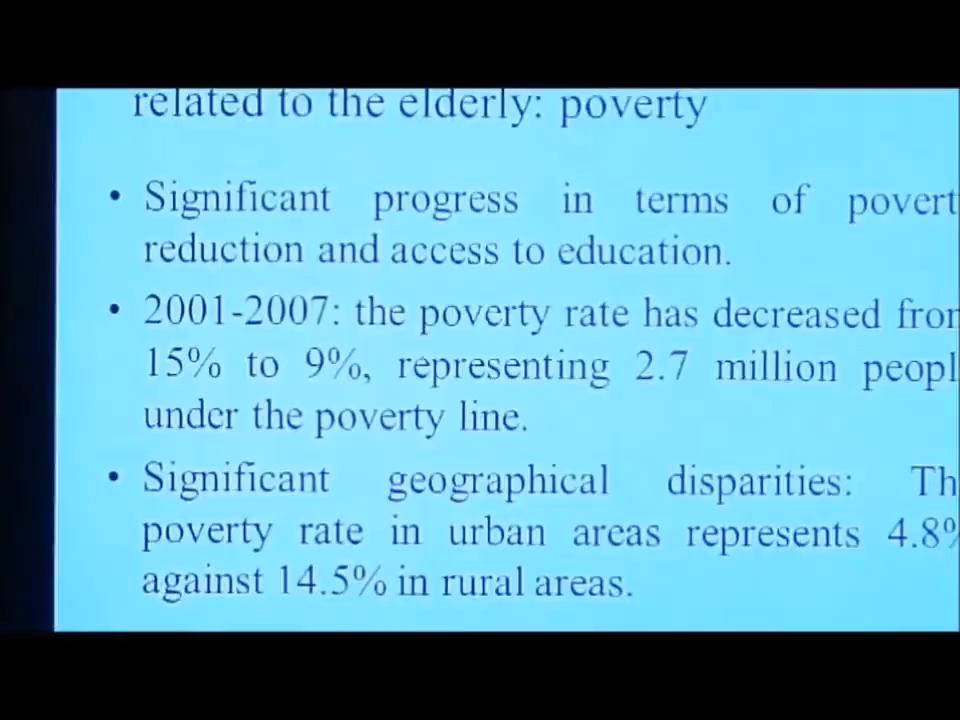 related to the elderly: poverty
• Significant progress in terms of povert
reduction and access to education.
• 2001-2007: the poverty rate has decreased from
15% to 9%, representing 2.7 million peopl
under the poverty line.
• Significant geographical disparities: Th
poverty rate in urban areas represents 4.8%
against 14.5% in rural areas.